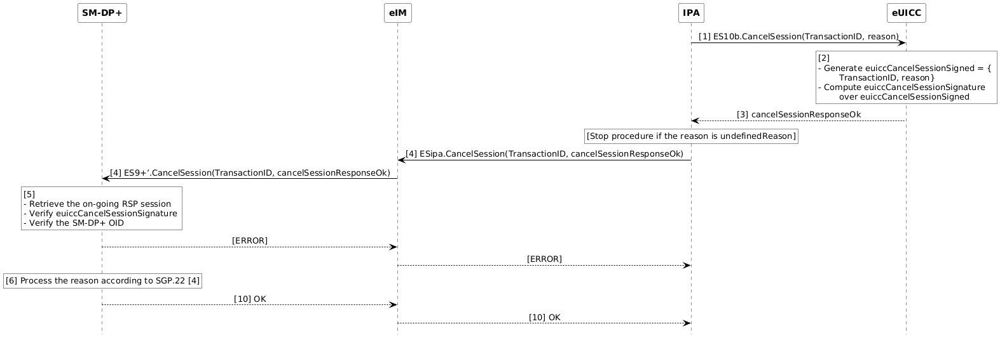 SM-DP+
eIM
IPA
eUICC
[1] ES10b.CancelSession(TransactionID, reason)
[2]
- Generate euiccCancelSessionSigned = {
TransactionID, reason}
- Compute euiccCancelSessionSignature
over euiccCancelSessionSigned
[3] cancelSessionResponseOk
[Stop procedure if the reason is undefinedReason]
[4] ESipa.CancelSession(TransactionID, cancelSessionResponseOk)
[4] ES9+’.CancelSession(TransactionID, cancelSessionResponseOk)
[5]
- Retrieve the on-going RSP session
- Verify euiccCancelSessionSignature
- Verify the SM-DP+ OID
[ERROR]
[ERROR]
[6] Process the reason according to SGP.22 [4]
[10] OK
[10] OK